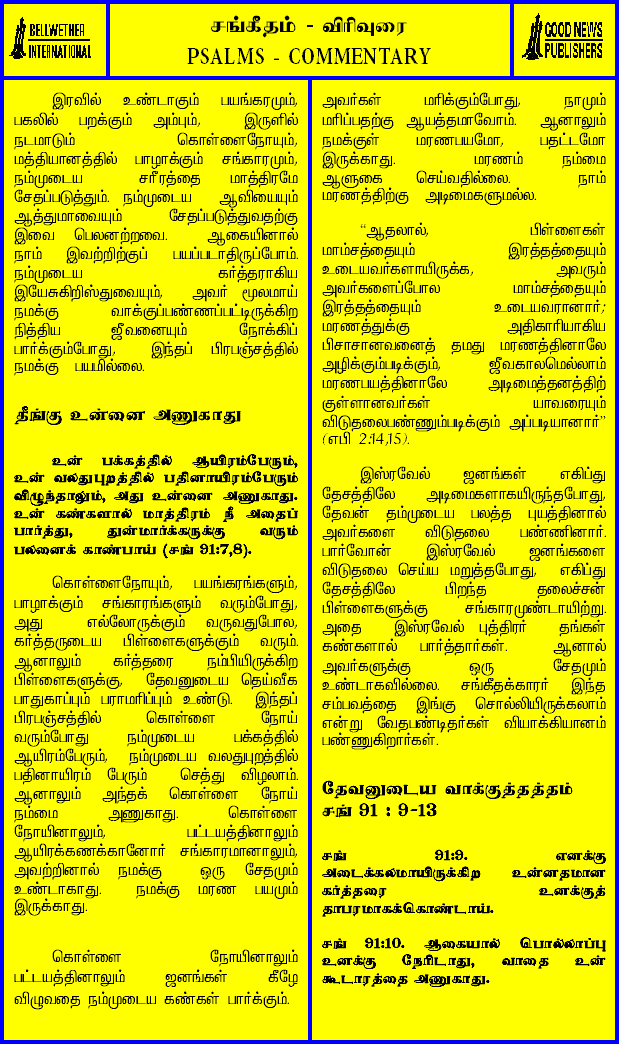 BELLWETHER
INTERNATIONAL
சங்கீதம் - விரிவுரை
PSALMS - COMMENTARY
GOOD NEWS
PUBLISHERS
இரவில் உண்டாகும் பயங்கரமும்,
பகலில் பறக்கும் அம்பும், இருளில்
நடமாடும் கொள்ளைநோயும்,
மத்தியானத்தில் பாழாக்கும் சங்காரமும்,
நம்முடைய சரீரத்தை மாத்திரமே
சேதப்படுத்தும். நம்முடைய ஆவியையும்
ஆத்துமாவையும் சேதப்படுத்துவதற்கு
இவை பெலனற்றவை. ஆகையினால்
நாம் இவற்றிற்குப் பயப்படாதிருப்போம்.
நம்முடைய கர்த்தராகிய
இயேசுகிறிஸ்துவையும், அவர் மூலமாய்
நமக்கு வாக்குப்பண்ணப்பட்டிருக்கிற
நித்திய ஜீவனையும் நோக்கிப்
பார்க்கும்போது, இந்தப் பிரபஞ்சத்தில்
நமக்கு பயமில்லை.
தீங்கு உன்னை அணுகாது
உன் பக்கத்தில் ஆயிரம்பேரும்,
உன் வலதுபுறத்தில் பதினாயிரம்பேரும்
விழுந்தாலும், அது உன்னை அணுகாது.
உன் கண்களால் மாத்திரம் நீ அதைப்
பார்த்து, துன்மார்க்கருக்கு வரும்
பலனைக் காண்பாய் (சங் 91:7,8).
கொள்ளைநோயும், பயங்கரங்களும்,
பாழாக்கும் சங்காரங்களும் வரும்போது,
அது எல்லோருக்கும் வருவதுபோல,
கர்த்தருடைய பிள்ளைகளுக்கும் வரும்.
ஆனாலும் கர்த்தரை நம்பியிருக்கிற
பிள்ளைகளுக்கு, தேவனுடைய தெய்வீக
பாதுகாப்பும் பராமரிப்பும் உண்டு. இந்தப்
பிரபஞ்சத்தில் கொள்ளை நோய்
வரும்போது நம்முடைய பக்கத்தில்
ஆயிரம்பேரும், நம்முடைய வலதுபுறத்தில்
பதினாயிரம் பேரும் செத்து விழலாம்.
ஆனாலும் அந்தக் கொள்ளை நோய்
நம்மை அணுகாது. கொள்ளை
நோயினாலும், பட்டயத்தினாலும்
ஆயிரக்கணக்கானோர் சங்காரமானாலும்,
அவற்றினால் நமக்கு ஒரு சேதமும்
உண்டாகாது. நமக்கு மரண பயமும்
இருக்காது.
கொள்ளை நோயினாலும்
பட்டயத்தினாலும் ஜனங்கள் கீழே
விழுவதை நம்முடைய கண்கள் பார்க்கும்.
அவர்கள் மரிக்கும்போது, நாமும்
மரிப்பதற்கு ஆயத்தமாவோம். ஆனாலும்
நமக்குள் மரணபயமோ, பதட்டமோ
இருக்காது. மரணம் நம்மை
ஆளுகை செய்வதில்லை. நாம்
மரணத்திற்கு அடிமைகளுமல்ல.
“ஆதலால், பிள்ளைகள்
மாம்சத்தையும் இரத்தத்தையும்
உடையவர்களாயிருக்க, அவரும்
அவர்களைப்போல மாம்சத்தையும்
இரத்தத்தையும் உடையவரானார்;
மரணத்துக்கு அதிகாரியாகிய
பிசாசானவனைத் தமது மரணத்தினாலே
அழிக்கும்படிக்கும், ஜீவகாலமெல்லாம்
மரணபயத்தினாலே அடிமைத்தனத்திற்
குள்ளானவர்கள் யாவரையும்
விடுதலைபண்ணும்படிக்கும் அப்படியானார்”
(எபி 2:14,15).
இஸ்ரவேல் ஜனங்கள் எகிப்து
தேசத்திலே அடிமைகளாகயிருந்தபோது,
தேவன் தம்முடைய பலத்த புயத்தினால்
அவர்களை விடுதலை பண்ணினார்.
பார்வோன் இஸ்ரவேல் ஜனங்களை
விடுதலை செய்ய மறுத்தபோது, எகிப்து
தேசத்திலே பிறந்த தலைச்சன்
பிள்ளைகளுக்கு சங்காரமுண்டாயிற்று.
அதை இஸ்ரவேல் புத்திரர் தங்கள்
கண்களால் பார்த்தார்கள். ஆனால்
அவர்களுக்கு ஒரு சேதமும்
உண்டாகவில்லை. சங்கீதக்காரர் இந்த
சம்பவத்தை இங்கு சொல்லியிருக்கலாம்
என்று வேதபண்டிதர்கள் வியாக்கியானம்
பண்ணுகிறார்கள்.
தேவனுடைய வாக்குத்தத்தம்
சங் 91 : 9-13
சங் 91:9. எனக்கு
அடைக்கலமாயிருக்கிற உன்னதமான
கர்த்தரை உனக்குத்
தாபரமாகக்கொண்டாய்.
சங் 91:10. ஆகையால் பொல்லாப்பு
உனக்கு நேரிடாது, வாதை உன்
கூடாரத்தை அணுகாது.